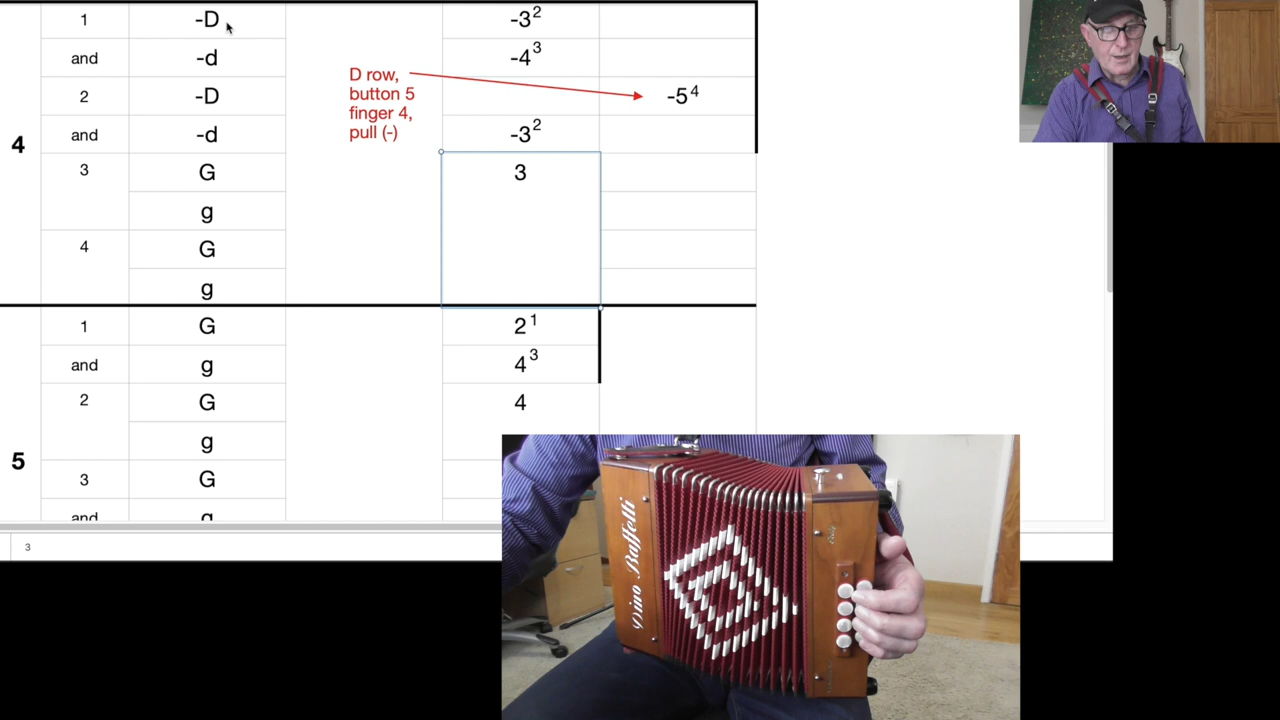 1 -D -3²
and -d -4³
2 -D -5⁴
D row,
button 5
finger 4,
pull (-)
and -d -3²
4
3 G 3
g
4 G
g
1 G 2¹
and g 4³
2 G 4
g
5
3 G
and g
3
Dino Baffetti